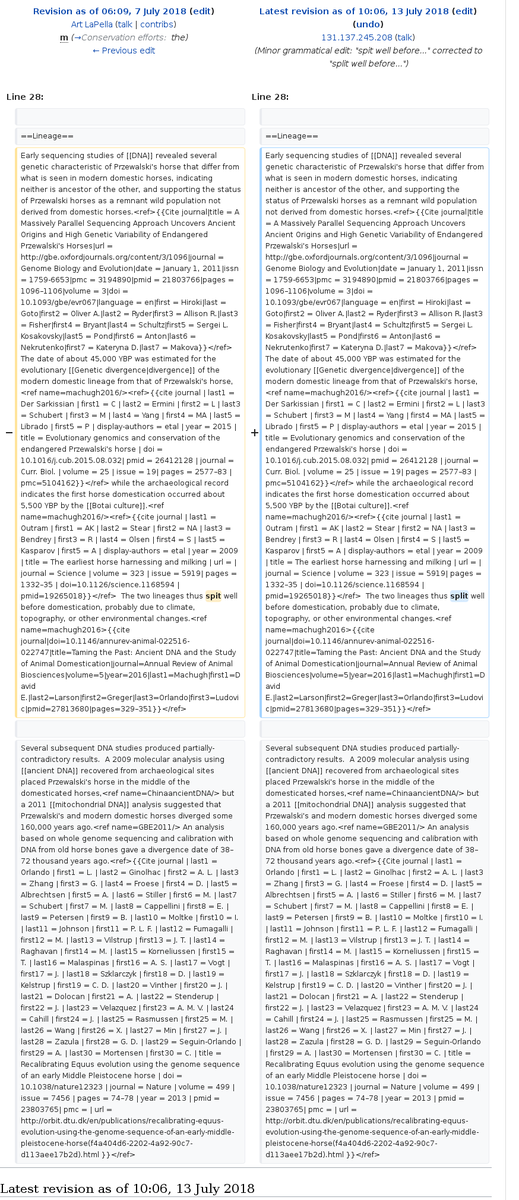 Revision as of 06:09, 7 July 2018 (edit)
Art LaPella (talk | contribs)
m (→Conservation efforts: the)
← Previous edit
Latest revision as of 10:06, 13 July 2018 (edit)
(undo)
131.137.245.208 (talk)
(Minor grammatical edit: "spit well before..." corrected to
"split well before...")
Line 28:
==Lineage==
−
Early sequencing studies of [[DNA]] revealed several
genetic characteristic of Przewalski's horse that differ from
what is seen in modern domestic horses, indicating
neither is ancestor of the other, and supporting the status
of Przewalski horses as a remnant wild population not
derived from domestic horses.<ref>{{Cite journal|title = A
Massively Parallel Sequencing Approach Uncovers
Ancient Origins and High Genetic Variability of Endangered
Przewalski's Horses|url =
http://gbe.oxfordjournals.org/content/3/1096|journal =
Genome Biology and Evolution|date = January 1, 2011|issn
= 1759-6653|pmc = 3194890|pmid = 21803766|pages =
1096–1106|volume = 3|doi =
10.1093/gbe/evr067|language = en|first = Hiroki|last =
Goto|first2 = Oliver A.|last2 = Ryder|first3 = Allison R.|last3
= Fisher|first4 = Bryant|last4 = Schultz|first5 = Sergei L.
Kosakovsky|last5 = Pond|first6 = Anton|last6 =
Nekrutenko|first7 = Kateryna D.|last7 = Makova}}</ref>
The date of about 45,000 YBP was estimated for the
evolutionary [[Genetic divergence|divergence]] of the
modern domestic lineage from that of Przewalski's horse,
<ref name=machugh2016/><ref>{{cite journal | last1 =
Der Sarkissian | first1 = C | last2 = Ermini | first2 = L | last3
= Schubert | first3 = M | last4 = Yang | first4 = MA | last5 =
Librado | first5 = P | display-authors = etal | year = 2015 |
title = Evolutionary genomics and conservation of the
endangered Przewalski's horse | doi =
10.1016/j.cub.2015.08.032| pmid = 26412128 | journal =
Curr. Biol. | volume = 25 | issue = 19| pages = 2577–83 |
pmc=5104162}}</ref> while the archaeological record
indicates the first horse domestication occurred about
5,500 YBP by the [[Botai culture]].<ref
name=machugh2016/><ref>{{cite journal | last1 =
Outram | first1 = AK | last2 = Stear | first2 = NA | last3 =
Bendrey | first3 = R | last4 = Olsen | first4 = S | last5 =
Kasparov | first5 = A | display-authors = etal | year = 2009
| title = The earliest horse harnessing and milking | url = |
journal = Science | volume = 323 | issue = 5919| pages =
1332–35 | doi=10.1126/science.1168594 |
pmid=19265018}}</ref>  The two lineages thus spit well
before domestication, probably due to climate,
topography, or other environmental changes.<ref
name=machugh2016>{{cite
journal|doi=10.1146/annurev-animal-022516-
022747|title=Taming the Past: Ancient DNA and the Study
of Animal Domestication|journal=Annual Review of Animal
Biosciences|volume=5|year=2016|last1=Machugh|first1=D
avid
E.|last2=Larson|first2=Greger|last3=Orlando|first3=Ludovi
c|pmid=27813680|pages=329–351}}</ref>
Several subsequent DNA studies produced partially-
contradictory results.  A 2009 molecular analysis using
[[ancient DNA]] recovered from archaeological sites
placed Przewalski's horse in the middle of the
domesticated horses,<ref name=ChinaancientDNA/> but
a 2011 [[mitochondrial DNA]] analysis suggested that
Przewalski's and modern domestic horses diverged some
160,000 years ago.<ref name=GBE2011/> An analysis
based on whole genome sequencing and calibration with
DNA from old horse bones gave a divergence date of 38–
72 thousand years ago.<ref>{{Cite journal | last1 =
Orlando | first1 = L. | last2 = Ginolhac | first2 = A. L. | last3
= Zhang | first3 = G. | last4 = Froese | first4 = D. | last5 =
Albrechtsen | first5 = A. | last6 = Stiller | first6 = M. | last7
= Schubert | first7 = M. | last8 = Cappellini | first8 = E. |
last9 = Petersen | first9 = B. | last10 = Moltke | first10 = I.
| last11 = Johnson | first11 = P. L. F. | last12 = Fumagalli |
first12 = M. | last13 = Vilstrup | first13 = J. T. | last14 =
Raghavan | first14 = M. | last15 = Korneliussen | first15 =
T. | last16 = Malaspinas | first16 = A. S. | last17 = Vogt |
first17 = J. | last18 = Szklarczyk | first18 = D. | last19 =
Kelstrup | first19 = C. D. | last20 = Vinther | first20 = J. |
last21 = Dolocan | first21 = A. | last22 = Stenderup |
first22 = J. | last23 = Velazquez | first23 = A. M. V. | last24
= Cahill | first24 = J. | last25 = Rasmussen | first25 = M. |
last26 = Wang | first26 = X. | last27 = Min | first27 = J. |
last28 = Zazula | first28 = G. D. | last29 = Seguin-Orlando |
first29 = A. | last30 = Mortensen | first30 = C. | title =
Recalibrating Equus evolution using the genome sequence
of an early Middle Pleistocene horse | doi =
10.1038/nature12323 | journal = Nature | volume = 499 |
issue = 7456 | pages = 74–78 | year = 2013 | pmid =
23803765| pmc = | url =
http://orbit.dtu.dk/en/publications/recalibrating-equus-
evolution-using-the-genome-sequence-of-an-early-middle-
pleistocene-horse(f4a404d6-2202-4a92-90c7-
d113aee17b2d).html }}</ref>
Line 28:
==Lineage==
+
Early sequencing studies of [[DNA]] revealed several
genetic characteristic of Przewalski's horse that differ from
what is seen in modern domestic horses, indicating
neither is ancestor of the other, and supporting the status
of Przewalski horses as a remnant wild population not
derived from domestic horses.<ref>{{Cite journal|title = A
Massively Parallel Sequencing Approach Uncovers
Ancient Origins and High Genetic Variability of Endangered
Przewalski's Horses|url =
http://gbe.oxfordjournals.org/content/3/1096|journal =
Genome Biology and Evolution|date = January 1, 2011|issn
= 1759-6653|pmc = 3194890|pmid = 21803766|pages =
1096–1106|volume = 3|doi =
10.1093/gbe/evr067|language = en|first = Hiroki|last =
Goto|first2 = Oliver A.|last2 = Ryder|first3 = Allison R.|last3
= Fisher|first4 = Bryant|last4 = Schultz|first5 = Sergei L.
Kosakovsky|last5 = Pond|first6 = Anton|last6 =
Nekrutenko|first7 = Kateryna D.|last7 = Makova}}</ref>
The date of about 45,000 YBP was estimated for the
evolutionary [[Genetic divergence|divergence]] of the
modern domestic lineage from that of Przewalski's horse,
<ref name=machugh2016/><ref>{{cite journal | last1 =
Der Sarkissian | first1 = C | last2 = Ermini | first2 = L | last3
= Schubert | first3 = M | last4 = Yang | first4 = MA | last5 =
Librado | first5 = P | display-authors = etal | year = 2015 |
title = Evolutionary genomics and conservation of the
endangered Przewalski's horse | doi =
10.1016/j.cub.2015.08.032| pmid = 26412128 | journal =
Curr. Biol. | volume = 25 | issue = 19| pages = 2577–83 |
pmc=5104162}}</ref> while the archaeological record
indicates the first horse domestication occurred about
5,500 YBP by the [[Botai culture]].<ref
name=machugh2016/><ref>{{cite journal | last1 =
Outram | first1 = AK | last2 = Stear | first2 = NA | last3 =
Bendrey | first3 = R | last4 = Olsen | first4 = S | last5 =
Kasparov | first5 = A | display-authors = etal | year = 2009
| title = The earliest horse harnessing and milking | url = |
journal = Science | volume = 323 | issue = 5919| pages =
1332–35 | doi=10.1126/science.1168594 |
pmid=19265018}}</ref>  The two lineages thus split well
before domestication, probably due to climate,
topography, or other environmental changes.<ref
name=machugh2016>{{cite
journal|doi=10.1146/annurev-animal-022516-
022747|title=Taming the Past: Ancient DNA and the Study
of Animal Domestication|journal=Annual Review of Animal
Biosciences|volume=5|year=2016|last1=Machugh|first1=D
avid
E.|last2=Larson|first2=Greger|last3=Orlando|first3=Ludovi
c|pmid=27813680|pages=329–351}}</ref>
Several subsequent DNA studies produced partially-
contradictory results.  A 2009 molecular analysis using
[[ancient DNA]] recovered from archaeological sites
placed Przewalski's horse in the middle of the
domesticated horses,<ref name=ChinaancientDNA/> but
a 2011 [[mitochondrial DNA]] analysis suggested that
Przewalski's and modern domestic horses diverged some
160,000 years ago.<ref name=GBE2011/> An analysis
based on whole genome sequencing and calibration with
DNA from old horse bones gave a divergence date of 38–
72 thousand years ago.<ref>{{Cite journal | last1 =
Orlando | first1 = L. | last2 = Ginolhac | first2 = A. L. | last3
= Zhang | first3 = G. | last4 = Froese | first4 = D. | last5 =
Albrechtsen | first5 = A. | last6 = Stiller | first6 = M. | last7
= Schubert | first7 = M. | last8 = Cappellini | first8 = E. |
last9 = Petersen | first9 = B. | last10 = Moltke | first10 = I.
| last11 = Johnson | first11 = P. L. F. | last12 = Fumagalli |
first12 = M. | last13 = Vilstrup | first13 = J. T. | last14 =
Raghavan | first14 = M. | last15 = Korneliussen | first15 =
T. | last16 = Malaspinas | first16 = A. S. | last17 = Vogt |
first17 = J. | last18 = Szklarczyk | first18 = D. | last19 =
Kelstrup | first19 = C. D. | last20 = Vinther | first20 = J. |
last21 = Dolocan | first21 = A. | last22 = Stenderup |
first22 = J. | last23 = Velazquez | first23 = A. M. V. | last24
= Cahill | first24 = J. | last25 = Rasmussen | first25 = M. |
last26 = Wang | first26 = X. | last27 = Min | first27 = J. |
last28 = Zazula | first28 = G. D. | last29 = Seguin-Orlando |
first29 = A. | last30 = Mortensen | first30 = C. | title =
Recalibrating Equus evolution using the genome sequence
of an early Middle Pleistocene horse | doi =
10.1038/nature12323 | journal = Nature | volume = 499 |
issue = 7456 | pages = 74–78 | year = 2013 | pmid =
23803765| pmc = | url =
http://orbit.dtu.dk/en/publications/recalibrating-equus-
evolution-using-the-genome-sequence-of-an-early-middle-
pleistocene-horse(f4a404d6-2202-4a92-90c7-
d113aee17b2d).html }}</ref>
Latest revision as of 10:06, 13 July 2018